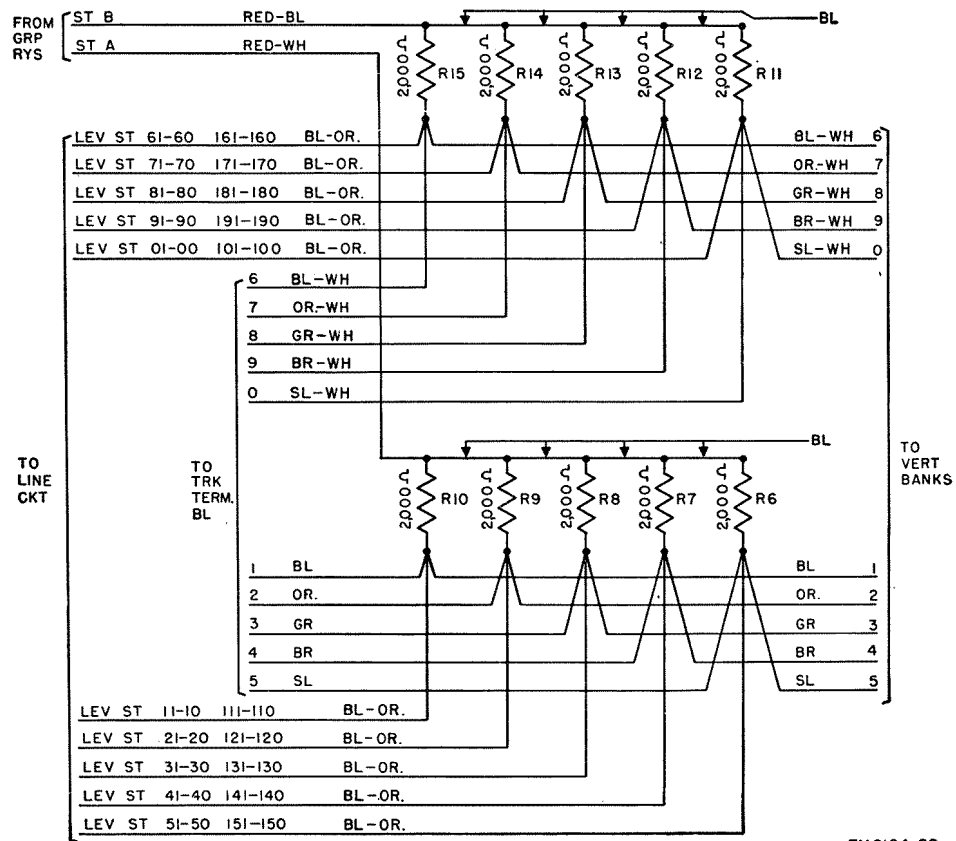 FROM GRP RYS
ST B RED-BL
ST A RED-WH
BL
2,000 Ω R15
2,000 Ω R14
2,000 Ω R13
2,000 Ω R12
2,000 Ω R11
LEV ST 61-60 161-160 BL-OR. BL-WH 6
LEV ST 71-70 171-170 BL-OR. OR.-WH 7
LEV ST 81-80 181-180 BL-OR. GR-WH 8
LEV ST 91-90 191-190 BL-OR. BR-WH 9
LEV ST 01-00 101-100 BL-OR. SL-WH 0
6 BL-WH
7 OR.-WH
8 GR-WH
9 BR-WH
0 SL-WH
BL
TO LINE CKT
TO TRK TERM. BL
TO VERT BANKS
2,000 Ω R10
2,000 Ω R9
2,000 Ω R8
2,000 Ω R7
2,000 Ω R6
1 BL BL 1
2 OR. OR. 2
3 GR GR 3
4 BR BR 4
5 SL SL 5
LEV ST 11-10 111-110 BL-OR.
LEV ST 21-20 121-120 BL-OR.
LEV ST 31-30 131-130 BL-OR.
LEV ST 41-40 141-140 BL-OR.
LEV ST 51-50 151-150 BL-OR.